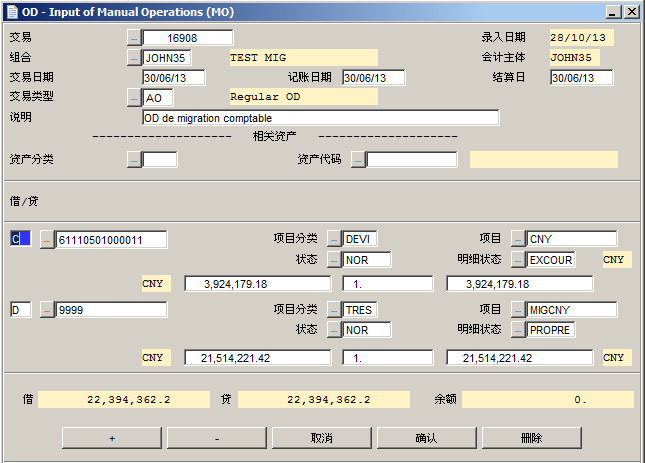 OD - Input of Manual Operations (MO)
交易 ... 16908 录入日期 28/10/13
组合 ... JOHN35 TEST MIG 会计主体 JOHN35
交易日期 30/06/13 记账日期 30/06/13 结算日 30/06/13
交易类型 ... AO Regular OD
说明 OD de migration comptable
-------------------- 相关资产 --------------------
资产分类 ... 资产代码 ...
借/贷
C ... 61110501000011 项目分类 ... DEVI 项目 ... CNY
状态 ... NOR 明细状态 ... EXCOUR CNY
CNY 3,924,179.18 1. 3,924,179.18
D ... 9999 项目分类 ... TRES 项目 ... MIGCNY
状态 ... NOR 明细状态 ... PROPRE
CNY 21,514,221.42 1. 21,514,221.42 CNY
借 22,394,362.2 贷 22,394,362.2 余额 0.
+ - 取消 确认 删除